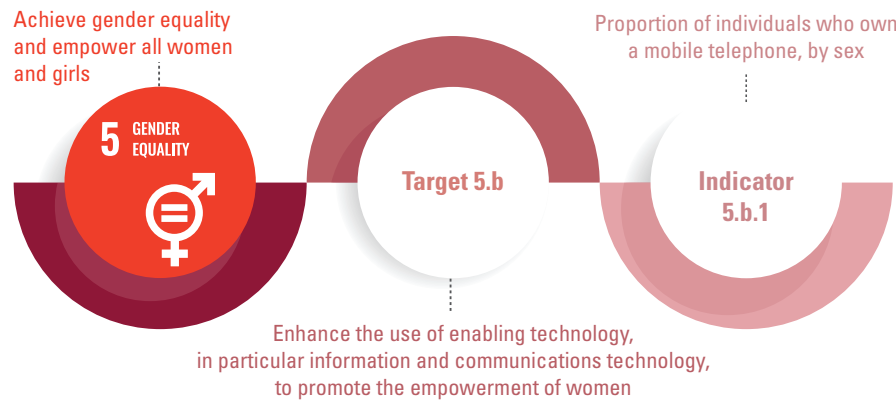 Achieve gender equality
and empower all women
and girls
5 GENDER
EQUALITY
Target 5.b
Enhance the use of enabling technology,
in particular information and communications technology,
to promote the empowerment of women
Proportion of individuals who own
a mobile telephone, by sex
Indicator
5.b.1